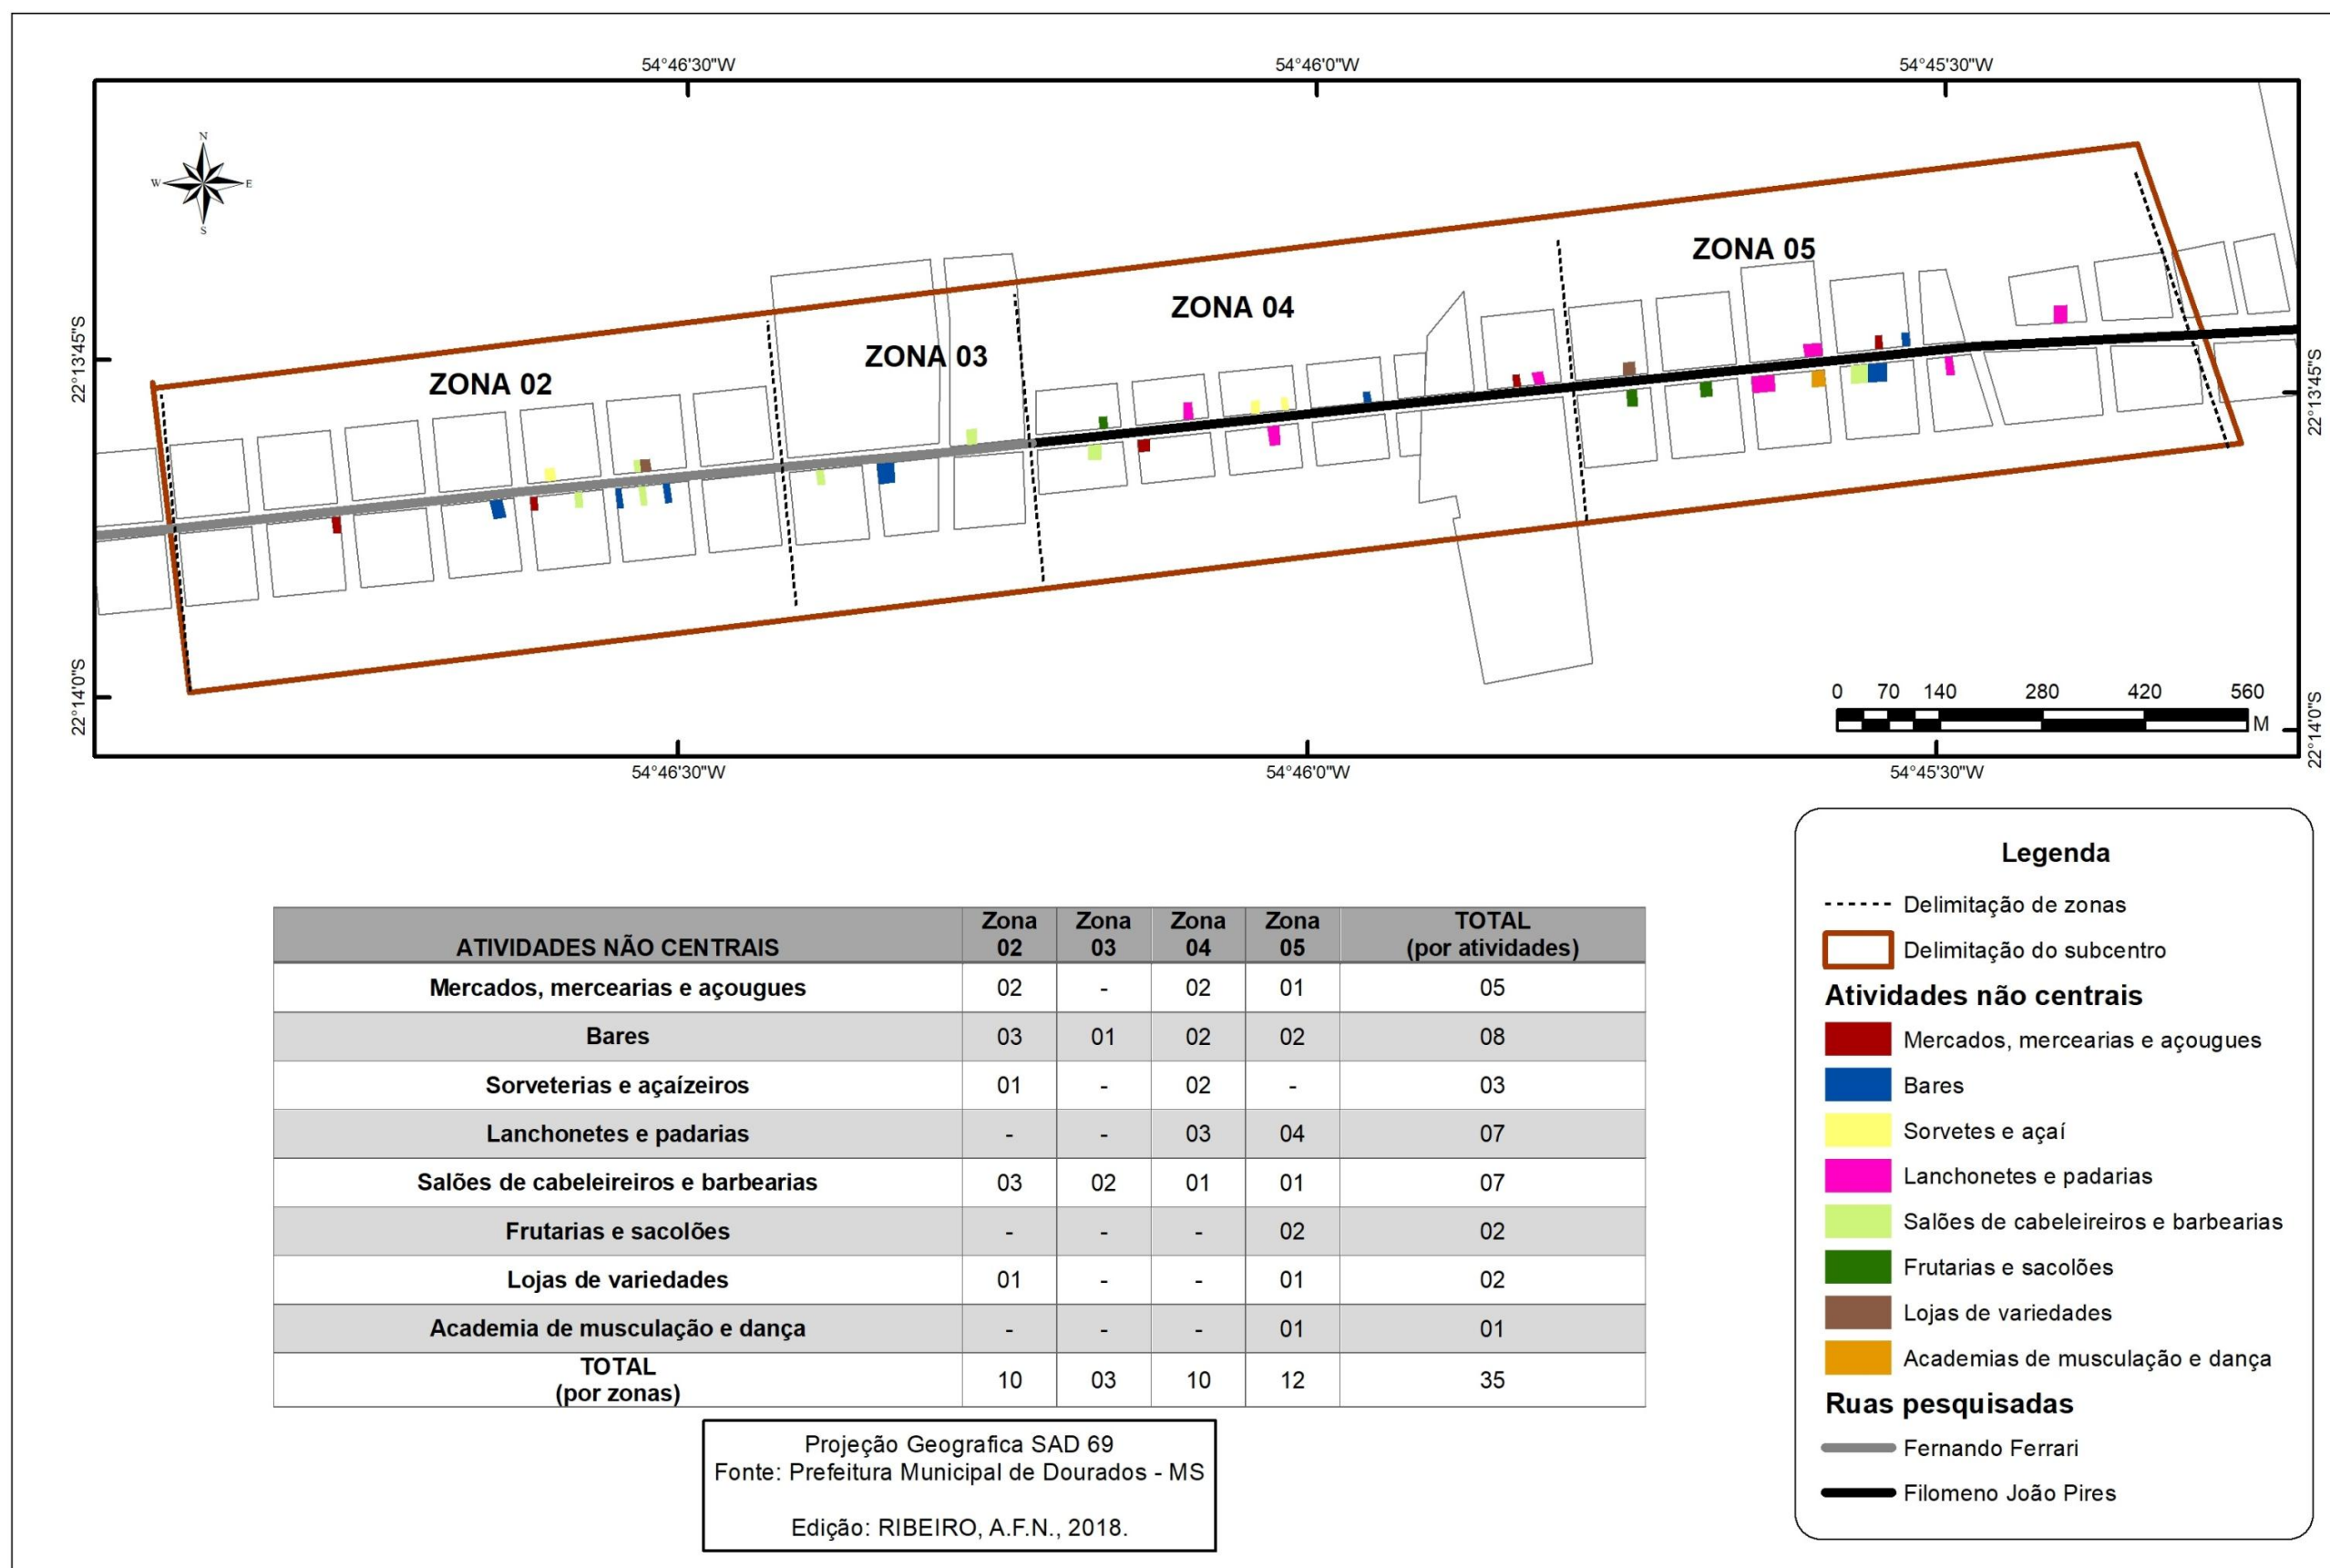 54°46'30"W 54°46'0"W 54°45'30"W
N
W E
S
22°13'45"S
22°13'45"S
22°14'0"S
22°14'0"S
ZONA 02
ZONA 03
ZONA 04
ZONA 05
0 70 140 280 420 560
M
54°46'30"W 54°46'0"W 54°45'30"W
ATIVIDADES NÃO CENTRAIS Zona 02 Zona 03 Zona 04 Zona 05 TOTAL (por atividades)
Mercados, mercearias e açougues 02 - 02 01 05
Bares 03 01 02 02 08
Sorveterias e açaízeiros 01 - 02 - 03
Lanchonetes e padarias - - 03 04 07
Salões de cabeleireiros e barbearias 03 02 01 01 07
Frutarias e sacolões - - - 02 02
Lojas de variedades 01 - - 01 02
Academia de musculação e dança - - - 01 01
TOTAL (por zonas) 10 03 10 12 35
Projeção Geografica SAD 69
Fonte: Prefeitura Municipal de Dourados - MS
Edição: RIBEIRO, A.F.N., 2018.
Legenda
Delimitação de zonas
Delimitação do subcentro
Atividades não centrais
Mercados, mercearias e açougues
Bares
Sorvetes e açaí
Lanchonetes e padarias
Salões de cabeleireiros e barbearias
Frutarias e sacolões
Lojas de variedades
Academias de musculação e dança
Ruas pesquisadas
Fernando Ferrari
Filomeno João Pires